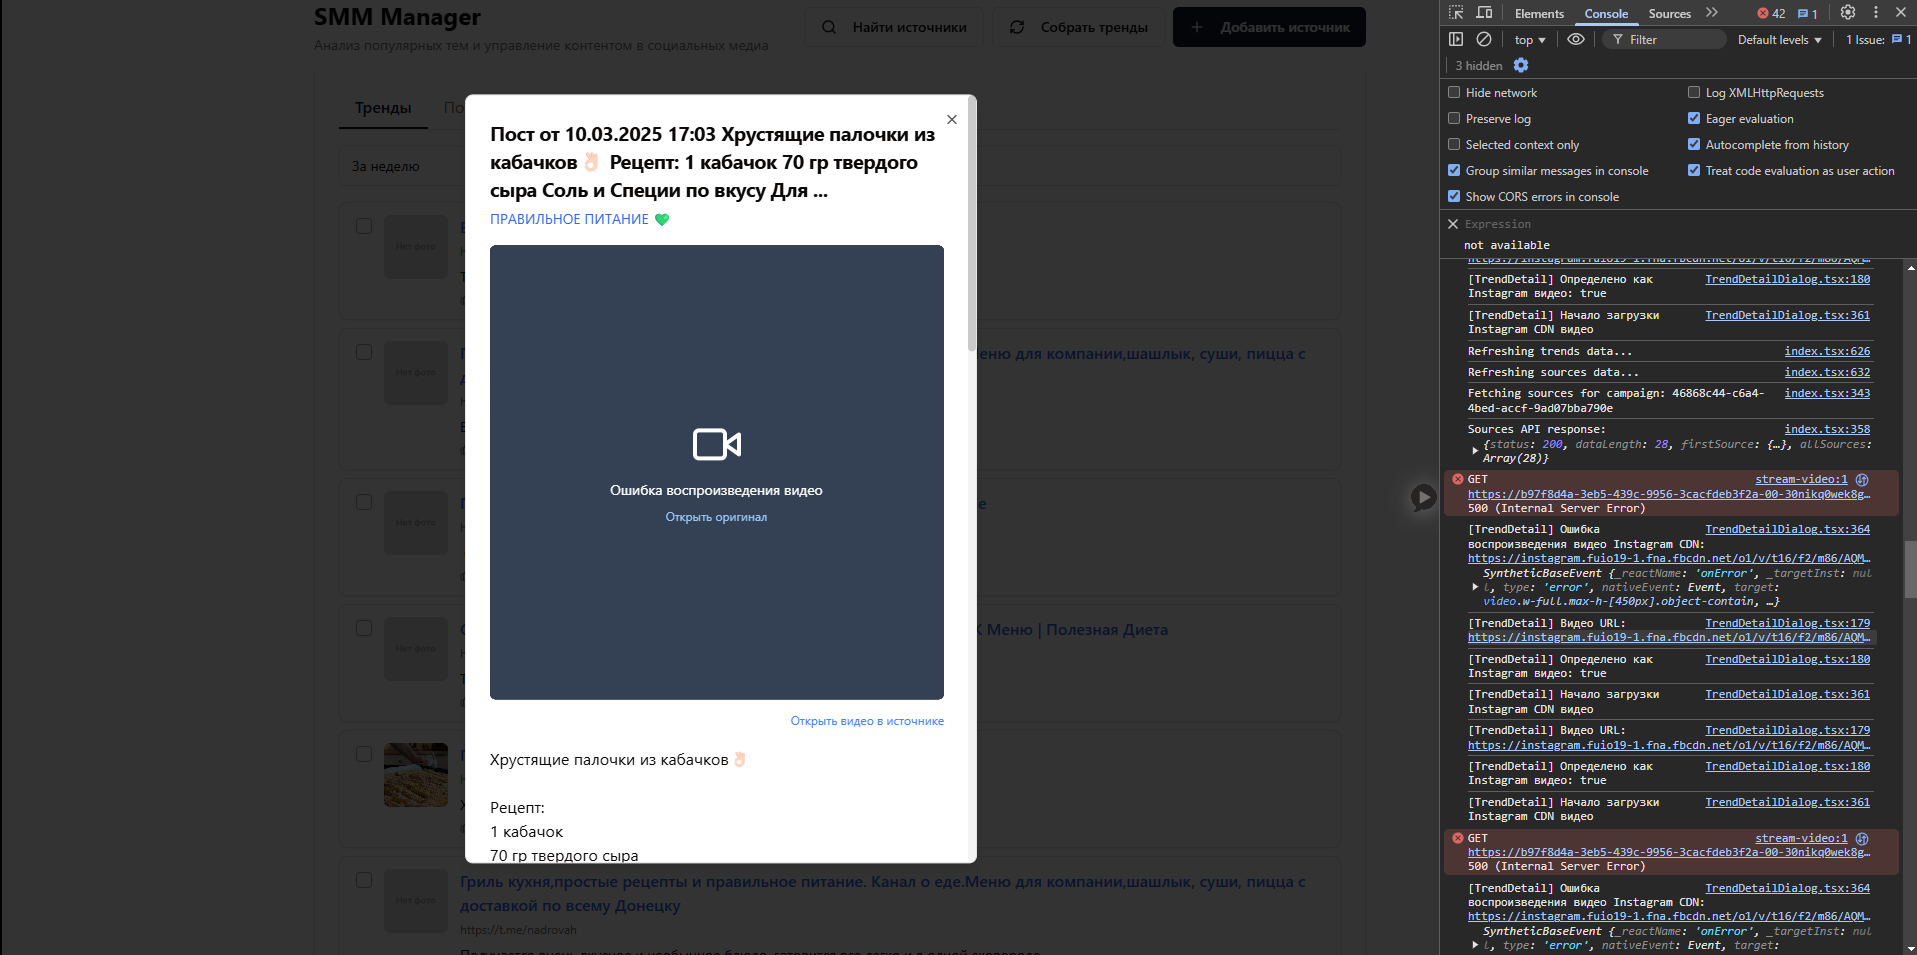 SMM Manager
Анализ популярных тем и управление контентом в социальных медиа
Найти источники
Собрать тренды
Добавить источник
Тренды
По
За неделю
Нет фото
Нет фото
еню для компании,шашлык, суши, пицца с
Нет фото
е
Нет фото
К Меню | Полезная Диета
Нет фото
Гриль кухня,простые рецепты и правильное питание. Канал о еде.Меню для компании,шашлык, суши, пицца с
доставкой по всему Донецку
https://t.me/nadrovah
Пост от 10.03.2025 17:03 Хрустящие палочки из
кабачков👌🏻 Рецепт: 1 кабачок 70 гр твердого
сыра Соль и Специи по вкусу Для ...
ПРАВИЛЬНОЕ ПИТАНИЕ 💚
Ошибка воспроизведения видео
Открыть оригинал
Открыть видео в источнике
Хрустящие палочки из кабачков👌🏻
Рецепт:
1 кабачок
70 гр твердого сыра
Elements
Console
Sources
42
1
top
Filter
Default levels
1 Issue: 1
3 hidden
Hide network
Log XMLHttpRequests
Preserve log
Eager evaluation
Selected context only
Autocomplete from history
Group similar messages in console
Treat code evaluation as user action
Show CORS errors in console
Expression
not available
https://instagram.fuio19-1.fna.fbcdn.net/o1/v/t16/f2/m86/AQM…
[TrendDetail] Определено как TrendDetailDialog.tsx:180
Instagram видео: true
[TrendDetail] Начало загрузки TrendDetailDialog.tsx:361
Instagram CDN видео
Refreshing trends data... index.tsx:626
Refreshing sources data... index.tsx:632
Fetching sources for campaign: 46868c44-c6a4- index.tsx:343
4bed-accf-9ad07bba790e
Sources API response: index.tsx:358
{status: 200, dataLength: 28, firstSource: {…}, allSources:
Array(28)}
GET stream-video:1
https://b97f8d4a-3eb5-439c-9956-3cacfdeb3f2a-00-30nikq0wek8g…
500 (Internal Server Error)
[TrendDetail] Ошибка TrendDetailDialog.tsx:364
воспроизведения видео Instagram CDN:
https://instagram.fuio19-1.fna.fbcdn.net/o1/v/t16/f2/m86/AQM…
SyntheticBaseEvent {_reactName: 'onError', _targetInst: nul
l, type: 'error', nativeEvent: Event, target:
video.w-full.max-h-[450px].object-contain, …}
[TrendDetail] Видео URL: TrendDetailDialog.tsx:179
https://instagram.fuio19-1.fna.fbcdn.net/o1/v/t16/f2/m86/AQM…
[TrendDetail] Определено как TrendDetailDialog.tsx:180
Instagram видео: true
[TrendDetail] Начало загрузки TrendDetailDialog.tsx:361
Instagram CDN видео
[TrendDetail] Видео URL: TrendDetailDialog.tsx:179
https://instagram.fuio19-1.fna.fbcdn.net/o1/v/t16/f2/m86/AQM…
[TrendDetail] Определено как TrendDetailDialog.tsx:180
Instagram видео: true
[TrendDetail] Начало загрузки TrendDetailDialog.tsx:361
Instagram CDN видео
GET stream-video:1
https://b97f8d4a-3eb5-439c-9956-3cacfdeb3f2a-00-30nikq0wek8g…
500 (Internal Server Error)
[TrendDetail] Ошибка TrendDetailDialog.tsx:364
воспроизведения видео Instagram CDN:
https://instagram.fuio19-1.fna.fbcdn.net/o1/v/t16/f2/m86/AQM…
SyntheticBaseEvent {_reactName: 'onError', _targetInst: nul
l, type: 'error', nativeEvent: Event, target: